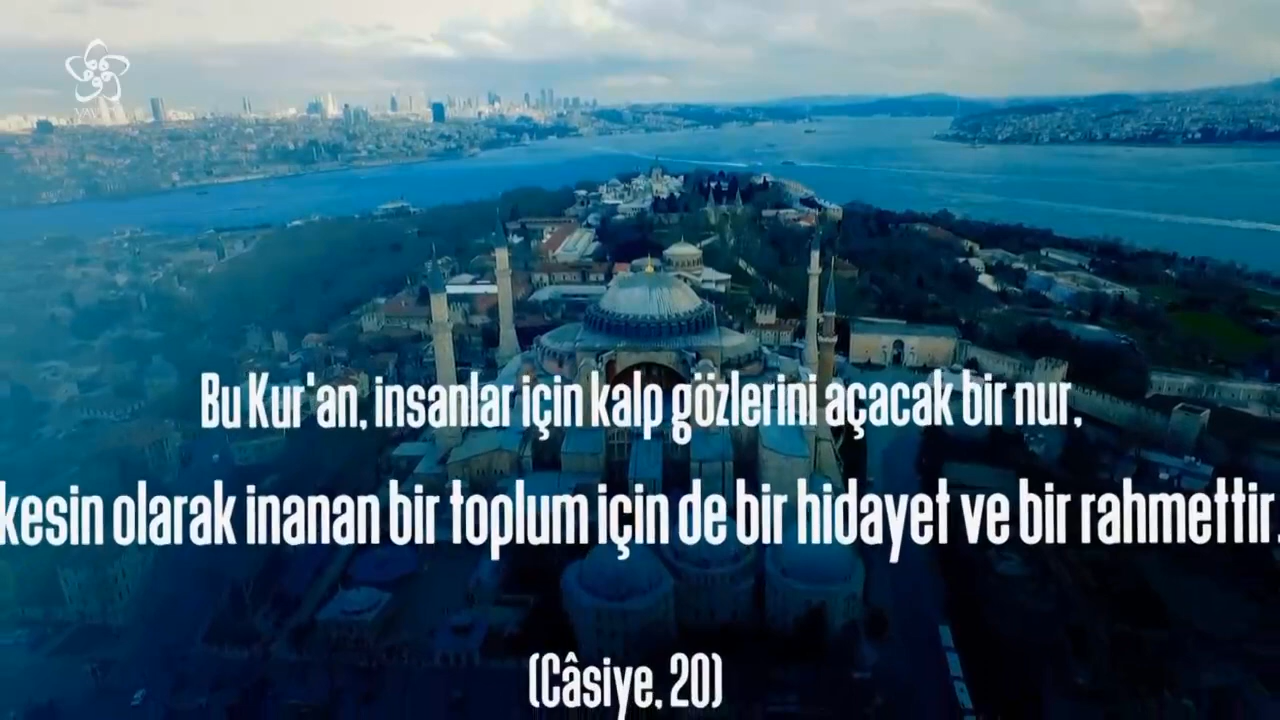 Bu Kur'an, insanlar için kalp gözlerini açacak bir nur,
kesin olarak inanan bir toplum için de bir hidayet ve bir rahmettir.
(Câsiye, 20)